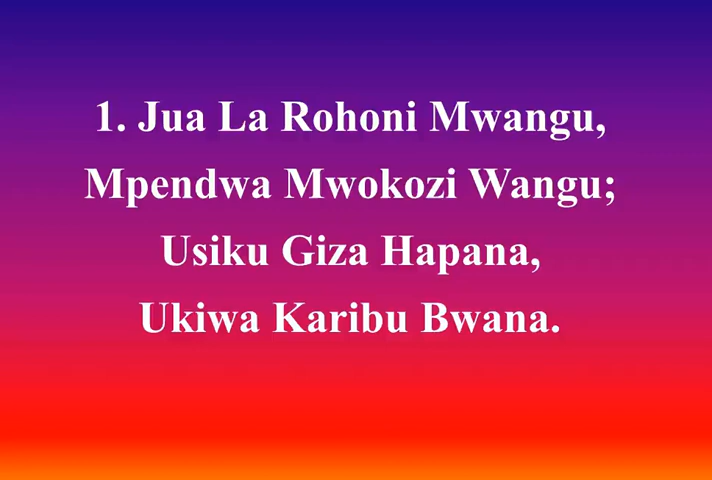 1. Jua La Rohoni Mwangu,
Mpendwa Mwokozi Wangu;
Usiku Giza Hapana,
Ukiwa Karibu Bwana.